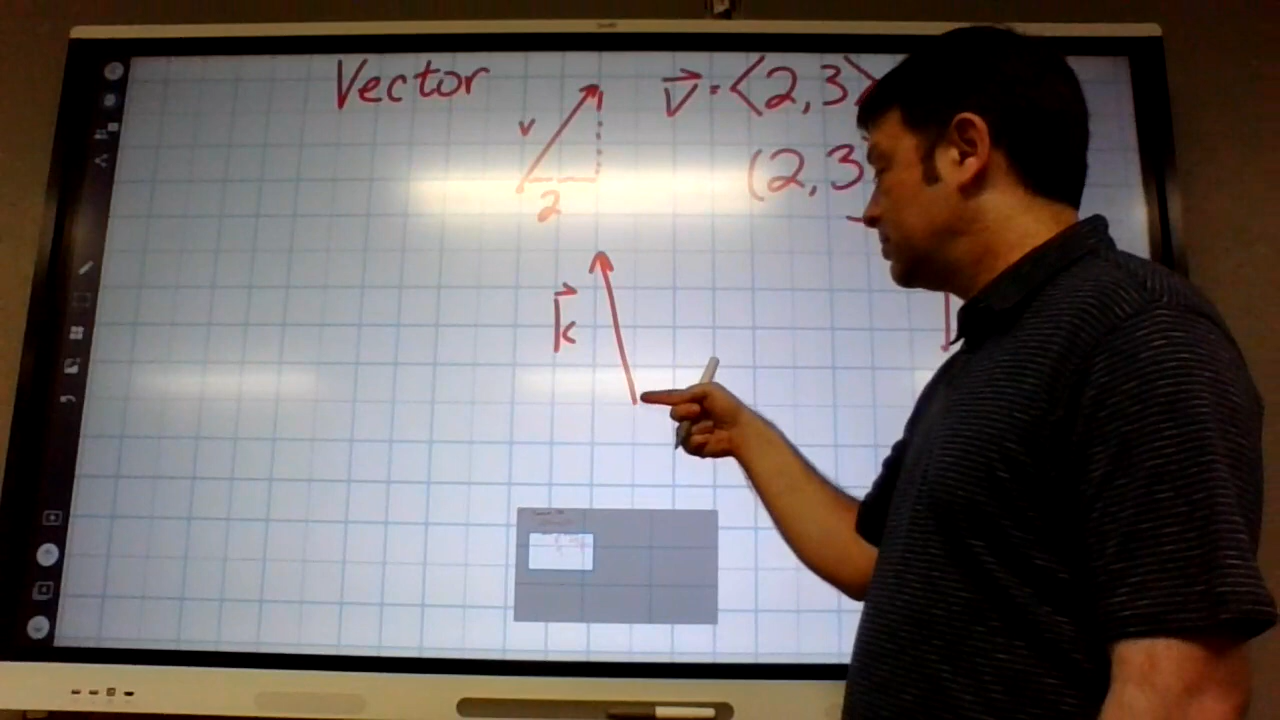 Vector
v
2
v = <2,3>
(2,3
k